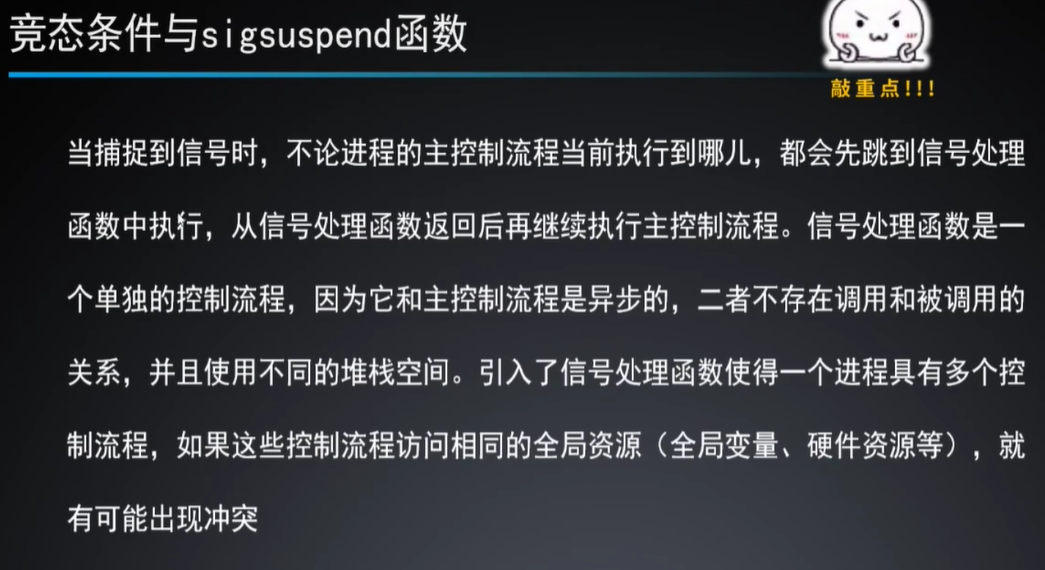 竞态条件与sigsuspend函数
敲重点!!!
当捕捉到信号时，不论进程的主控制流程当前执行到哪儿，都会先跳到信号处理
函数中执行，从信号处理函数返回后再继续执行主控制流程。信号处理函数是一
个单独的控制流程，因为它和主控制流程是异步的，二者不存在调用和被调用的
关系，并且使用不同的堆栈空间。引入了信号处理函数使得一个进程具有多个控
制流程，如果这些控制流程访问相同的全局资源（全局变量、硬件资源等），就
有可能出现冲突